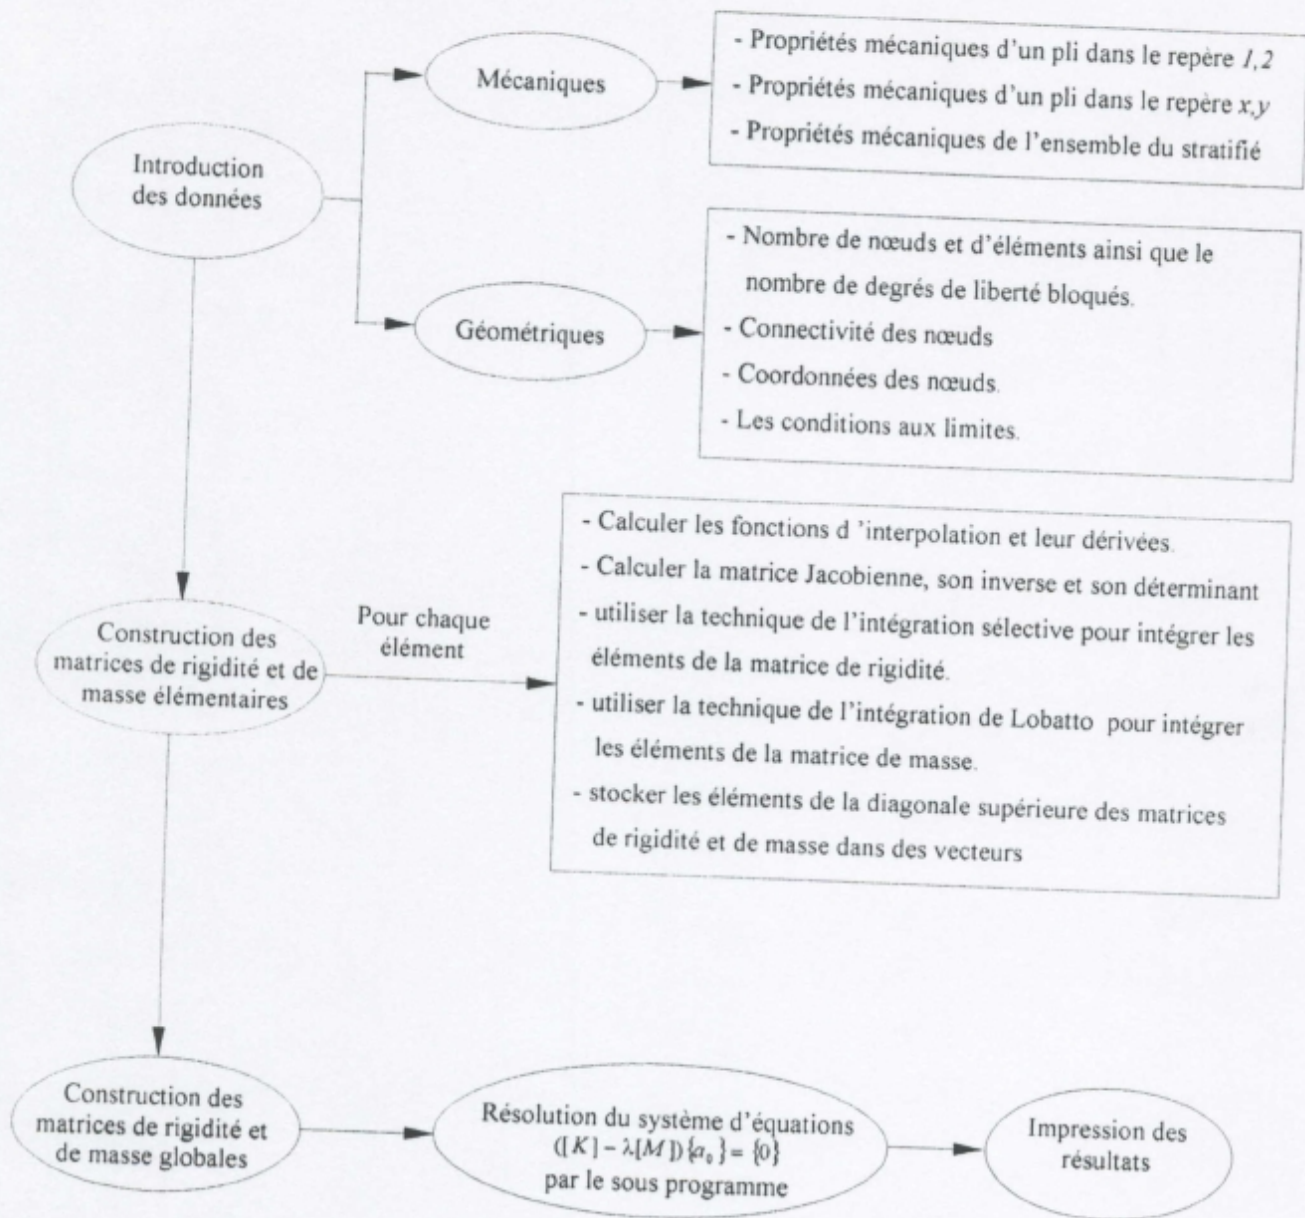 Introduction
des données
Mécaniques
- Propriétés mécaniques d'un pli dans le repère 1,2
- Propriétés mécaniques d'un pli dans le repère x,y
- Propriétés mécaniques de l'ensemble du stratifié
Géométriques
- Nombre de nœuds et d'éléments ainsi que le
nombre de degrés de liberté bloqués.
- Connectivité des nœuds
- Coordonnées des nœuds.
- Les conditions aux limites.
Construction des
matrices de rigidité et de
masse élémentaires
Pour chaque
élément
- Calculer les fonctions d 'interpolation et leur dérivées.
- Calculer la matrice Jacobienne, son inverse et son déterminant
- utiliser la technique de l'intégration sélective pour intégrer les
éléments de la matrice de rigidité.
- utiliser la technique de l'intégration de Lobatto pour intégrer
les éléments de la matrice de masse.
- stocker les éléments de la diagonale supérieure des matrices
de rigidité et de masse dans des vecteurs
Construction des
matrices de rigidité et
de masse globales
Résolution du système d'équations
([K] – λ[M]){a₀} = {0}
par le sous programme
Impression des
résultats